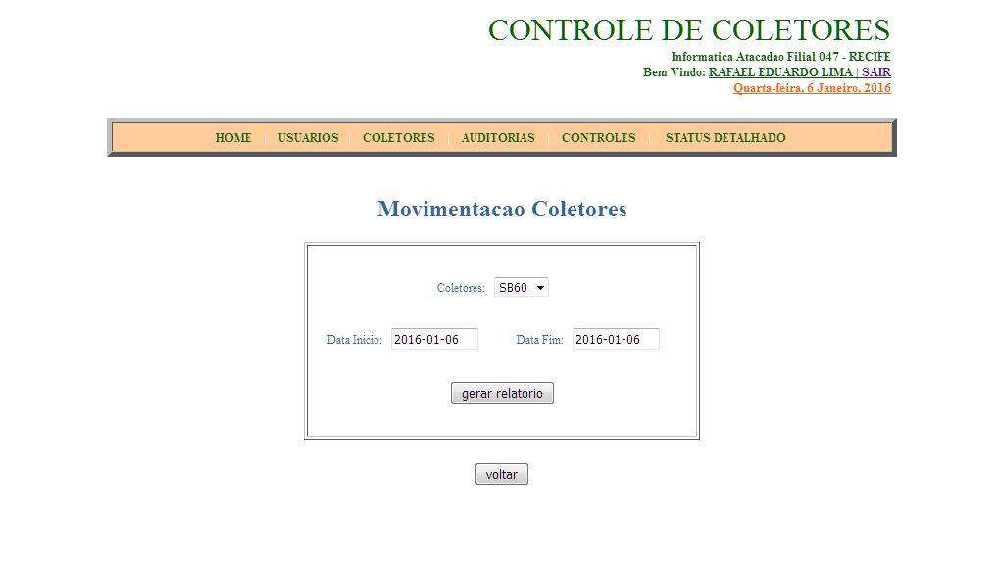 CONTROLE DE COLETORES
Informatica Atacadao Filial 047 - RECIFE
Bem Vindo: RAFAEL EDUARDO LIMA | SAIR
Quarta-feira, 6 Janeiro, 2016
HOME | USUARIOS | COLETORES | AUDITORIAS | CONTROLES | STATUS DETALHADO
Movimentacao Coletores
Coletores: SB60
Data Inicio: 2016-01-06 Data Fim: 2016-01-06
gerar relatorio
voltar